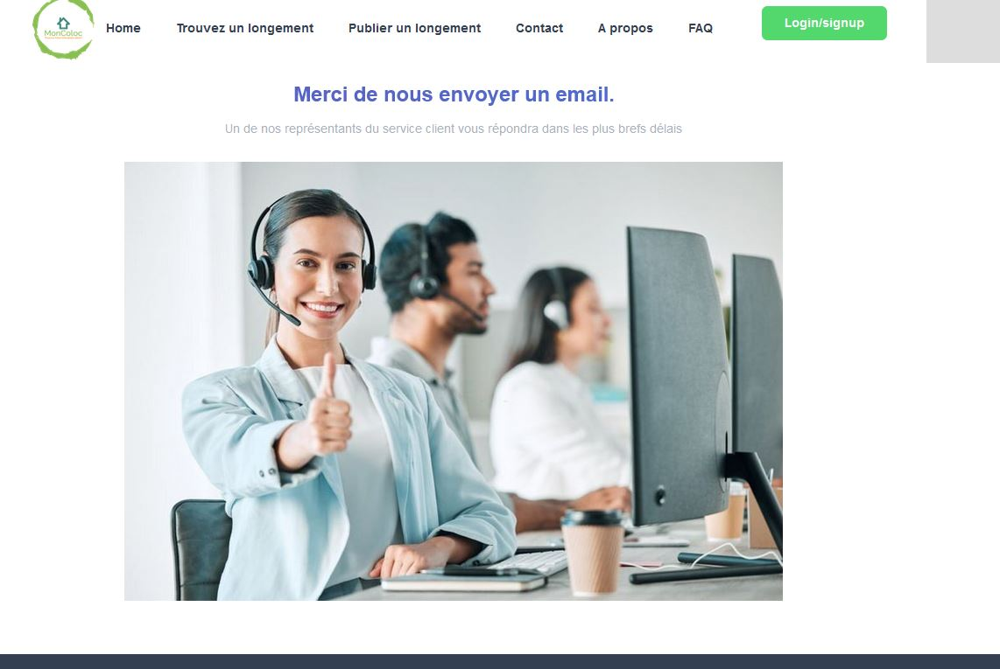 MonColoc
Home Trouvez un longement Publier un longement Contact A propos FAQ Login/signup
Merci de nous envoyer un email.
Un de nos représentants du service client vous répondra dans les plus brefs délais